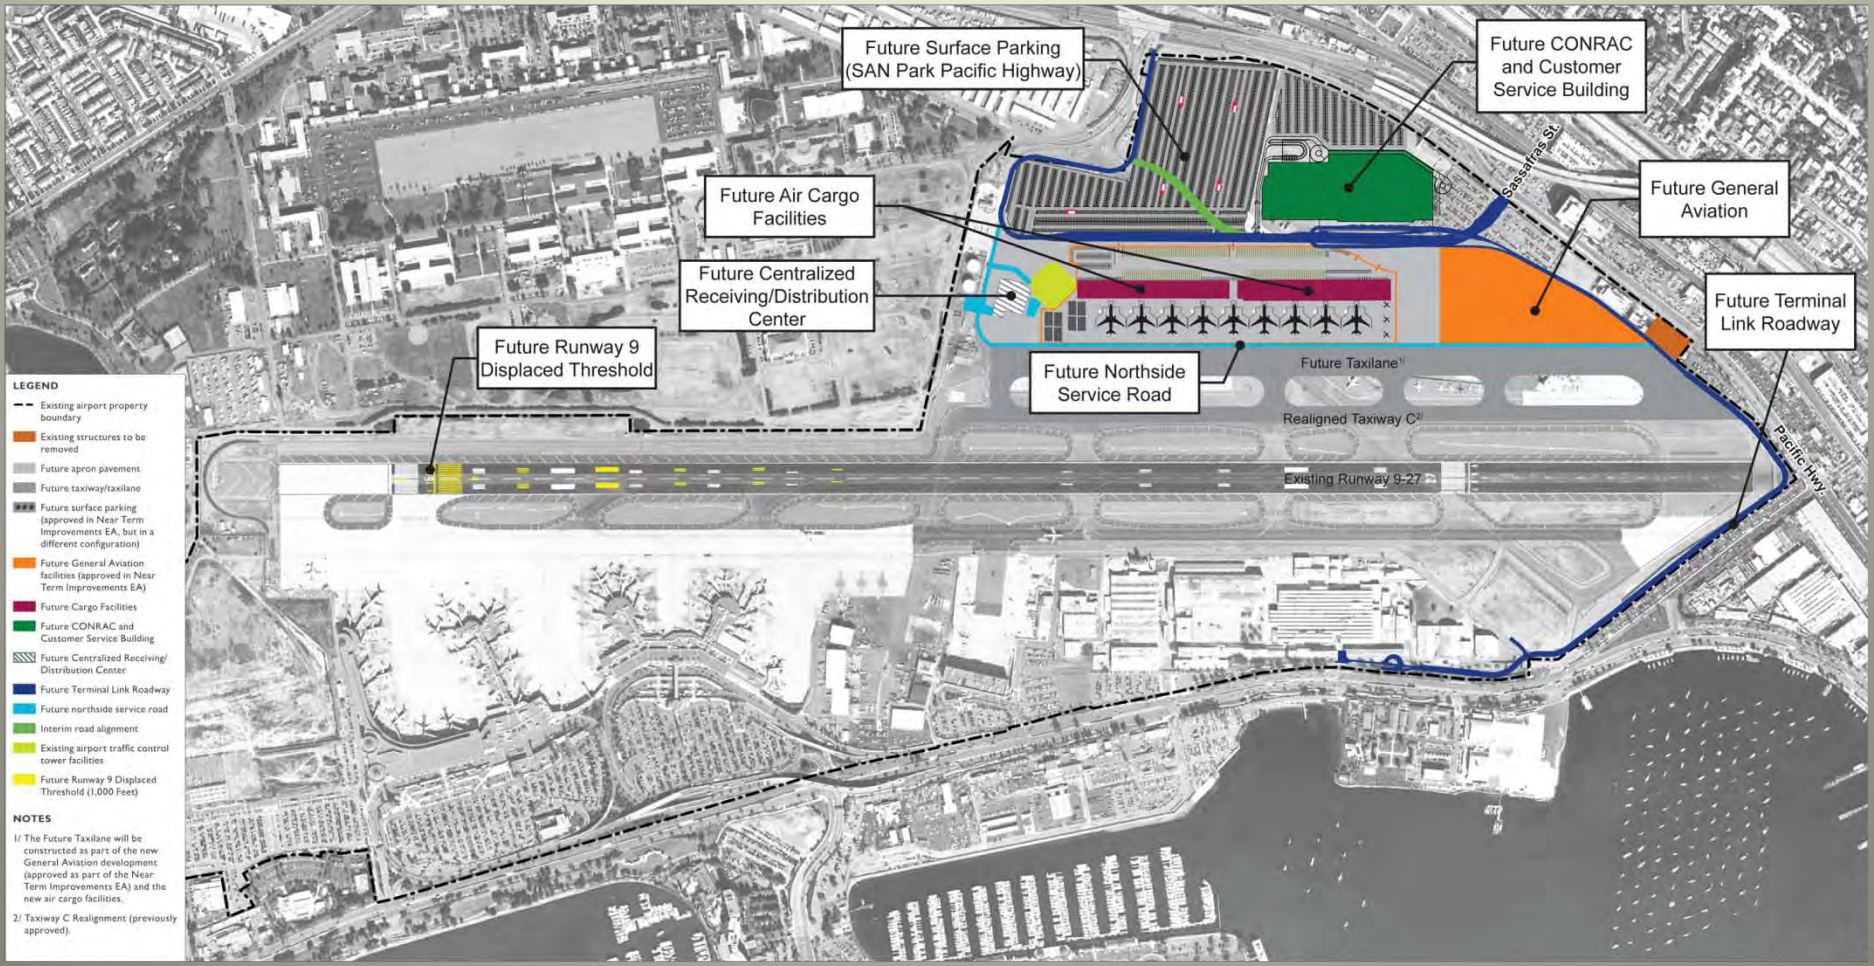 Future Surface Parking
(SAN Park Pacific Highway)
Future CONRAC
and Customer
Service Building
Sassafras St.
Future Air Cargo
Facilities
Future General
Aviation
Future Centralized
Receiving/Distribution
Center
Future Terminal
Link Roadway
Future Runway 9
Displaced Threshold
Future Northside
Service Road
Future Taxilane1/
Realigned Taxiway C2/
Pacific Hwy.
Existing Runway 9-27
LEGEND
Existing airport property
boundary
Existing structures to be
removed
Future apron pavement
Future taxiway/taxilane
Future surface parking
(approved in Near Term
Improvements EA, but in a
different configuration)
Future General Aviation
facilities (approved in Near
Term Improvements EA)
Future Cargo Facilities
Future CONRAC and
Customer Service Building
Future Centralized Receiving/
Distribution Center
Future Terminal Link Roadway
Future northside service road
Interim road alignment
Existing airport traffic control
tower facilities
Future Runway 9 Displaced
Threshold (1,000 Feet)
NOTES
1/ The Future Taxilane will be
constructed as part of the new
General Aviation development
(approved as part of the Near
Term Improvements EA) and the
new air cargo facilities.
2/ Taxiway C Realignment (previously
approved).